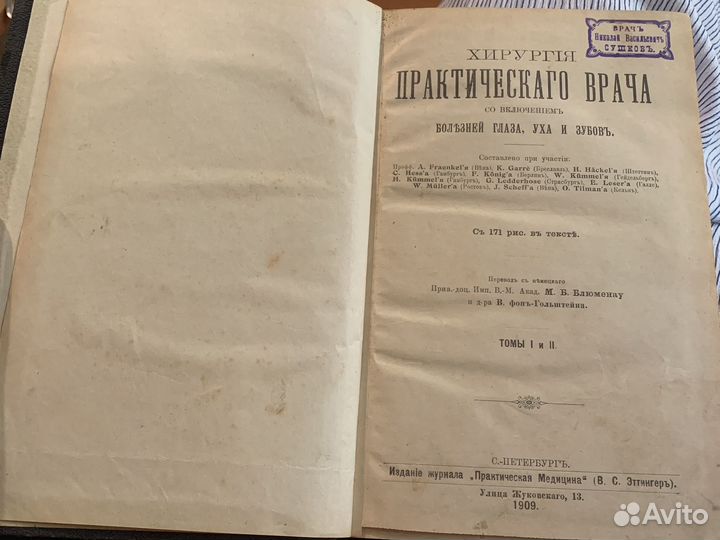 ВРАЧЪ
Николай Васильевичъ
СУШКОВЪ.
ХИРУРГІЯ
ПРАКТИЧЕСКАГО ВРАЧА
СО ВКЛЮЧЕНІЕМЪ
БОЛѢЗНЕЙ ГЛАЗА, УХА И ЗУБОВЪ.
Составлено при участіи:
Профф. A. Fraenkel'я (Вѣна), K. Garrè (Бреславль), H. Häckel'я (Штеттинъ),
C. Hess'a (Гамбургъ), F. König'a (Берлинъ), W. Kümmel'я (Гейдельбергъ),
H. Kümmel'я (Гамбургъ), G. Ledderhose (Страсбургъ), E. Leser'a (Галле),
W. Müller'a (Ростокъ), J. Scheff'a (Вѣна), O. Tilman'a (Кельнъ).
Съ 171 рис. въ текстѣ.
Переводъ съ нѣмецкаго
Прив.-доц. Имп. В.-М. Акад. М. Б. Блюменау
и д-ра В. фонъ-Гольштейна.
ТОМЫ I и II.
С.-ПЕТЕРБУРГЪ.
Изданіе журнала „Практическая Медицина" (В. С. Эттингеръ).
Улица Жуковскаго, 13.
1909.
Avito